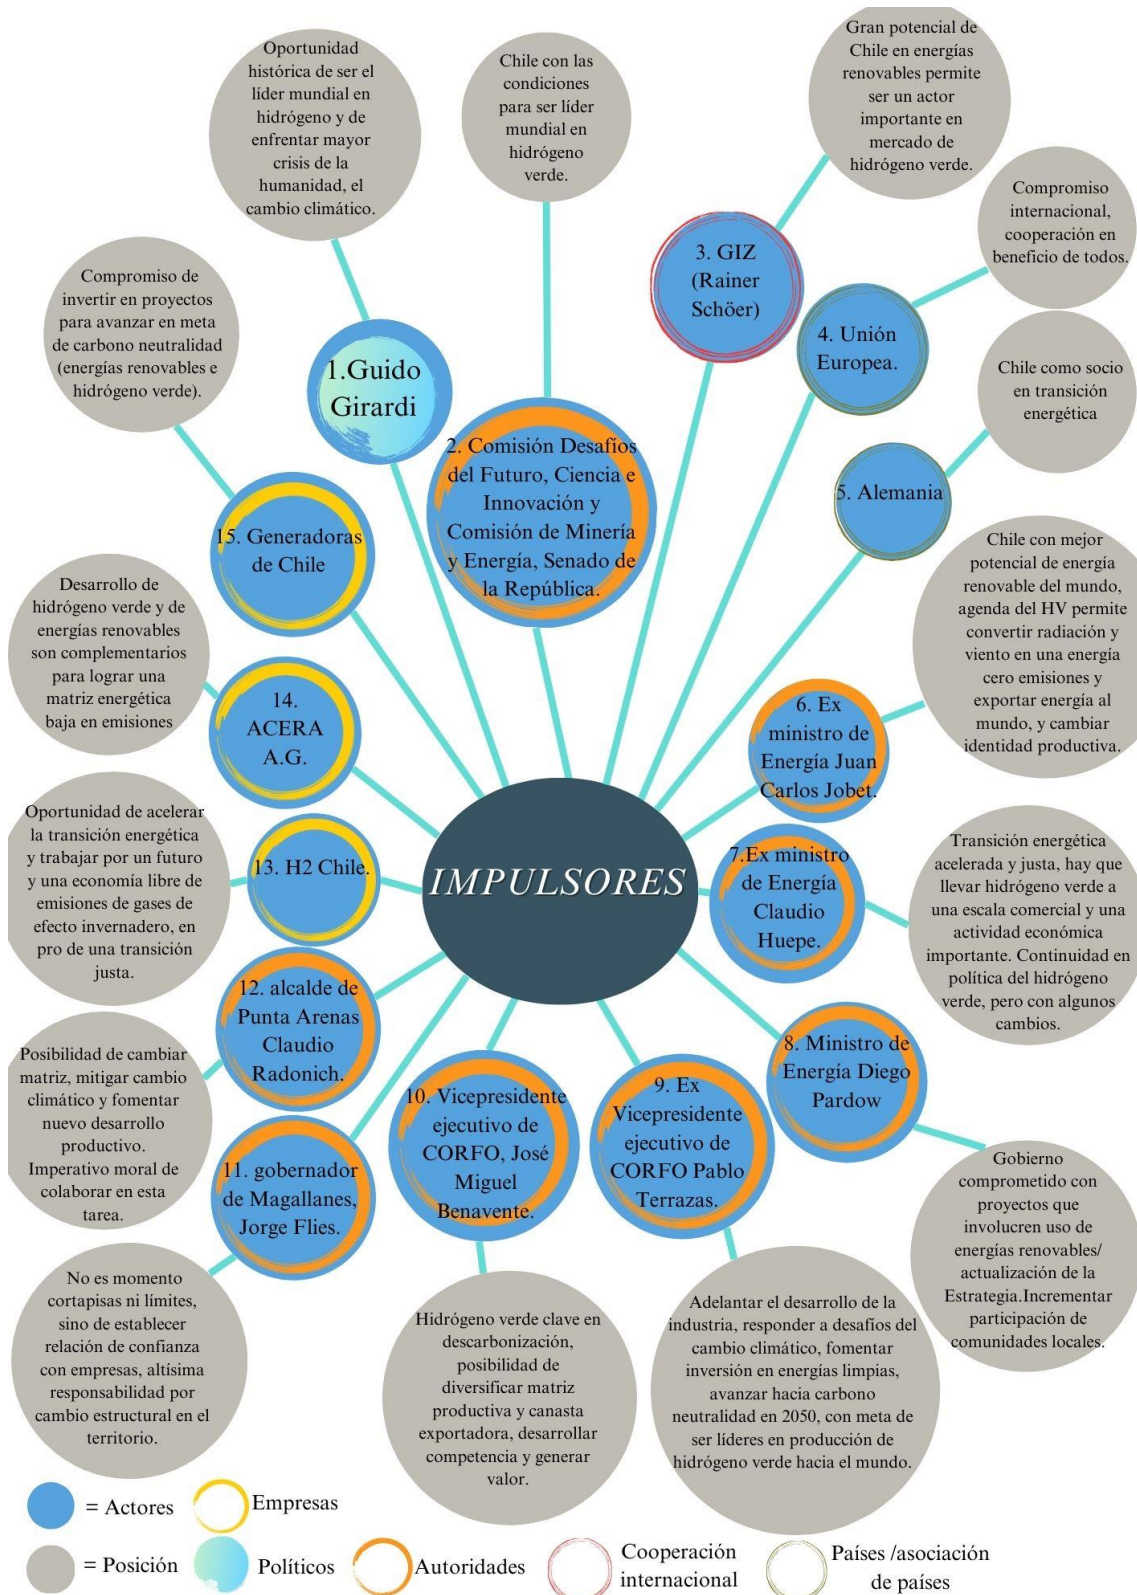 Oportunidad
histórica de ser el
líder mundial en
hidrógeno y de
enfrentar mayor
crisis de la
humanidad, el
cambio climático.
Chile con las
condiciones
para ser líder
mundial en
hidrógeno
verde.
Gran potencial de
Chile en energías
renovables permite
ser un actor
importante en
mercado de
hidrógeno verde.
Compromiso
internacional,
cooperación en
beneficio de todos.
Chile como socio
en transición
energética
Compromiso de
invertir en proyectos
para avanzar en meta
de carbono neutralidad
(energías renovables e
hidrógeno verde).
1.Guido
Girardi
2. Comisión Desafíos
del Futuro, Ciencia e
Innovación y
Comisión de Minería
y Energía, Senado de
la República.
3. GIZ
(Rainer
Schöer)
4. Unión
Europea.
5. Alemania
15. Generadoras
de Chile
Chile con mejor
potencial de energía
renovable del mundo,
agenda del HV permite
convertir radiación y
viento en una energía
cero emisiones y
exportar energía al
mundo, y cambiar
identidad productiva.
Desarrollo de
hidrógeno verde y de
energías renovables
son complementarios
para lograr una
matriz energética
baja en emisiones
14.
ACERA
A.G.
6. Ex
ministro de
Energía Juan
Carlos Jobet.
Oportunidad de acelerar
la transición energética
y trabajar por un futuro
y una economía libre de
emisiones de gases de
efecto invernadero, en
pro de una transición
justa.
13. H2 Chile.
IMPULSORES
7.Ex ministro
de Energía
Claudio
Huepe.
Transición energética
acelerada y justa, hay que
llevar hidrógeno verde a
una escala comercial y una
actividad económica
importante. Continuidad en
política del hidrógeno
verde, pero con algunos
cambios.
12. alcalde de
Punta Arenas
Claudio
Radonich.
Posibilidad de cambiar
matriz, mitigar cambio
climático y fomentar
nuevo desarrollo
productivo.
Imperativo moral de
colaborar en esta
tarea.
11. gobernador
de Magallanes,
Jorge Flies.
10. Vicepresidente
ejecutivo de
CORFO, José
Miguel
Benavente.
9. Ex
Vicepresidente
ejecutivo de
CORFO Pablo
Terrazas.
8. Ministro de
Energía Diego
Pardow
Gobierno
comprometido con
proyectos que
involucren uso de
energías renovables/
actualización de la
Estrategia.Incrementar
participación de
comunidades locales.
No es momento
cortapisas ni límites,
sino de establecer
relación de confianza
con empresas, altísima
responsabilidad por
cambio estructural en el
territorio.
Hidrógeno verde clave en
descarbonización,
posibilidad de
diversificar matriz
productiva y canasta
exportadora, desarrollar
competencia y generar
valor.
Adelantar el desarrollo de la
industria, responder a desafíos del
cambio climático, fomentar
inversión en energías limpias,
avanzar hacia carbono
neutralidad en 2050, con meta de
ser líderes en producción de
hidrógeno verde hacia el mundo.
= Actores
Empresas
= Posición
Políticos
Autoridades
Cooperación
internacional
Países /asociación
de países